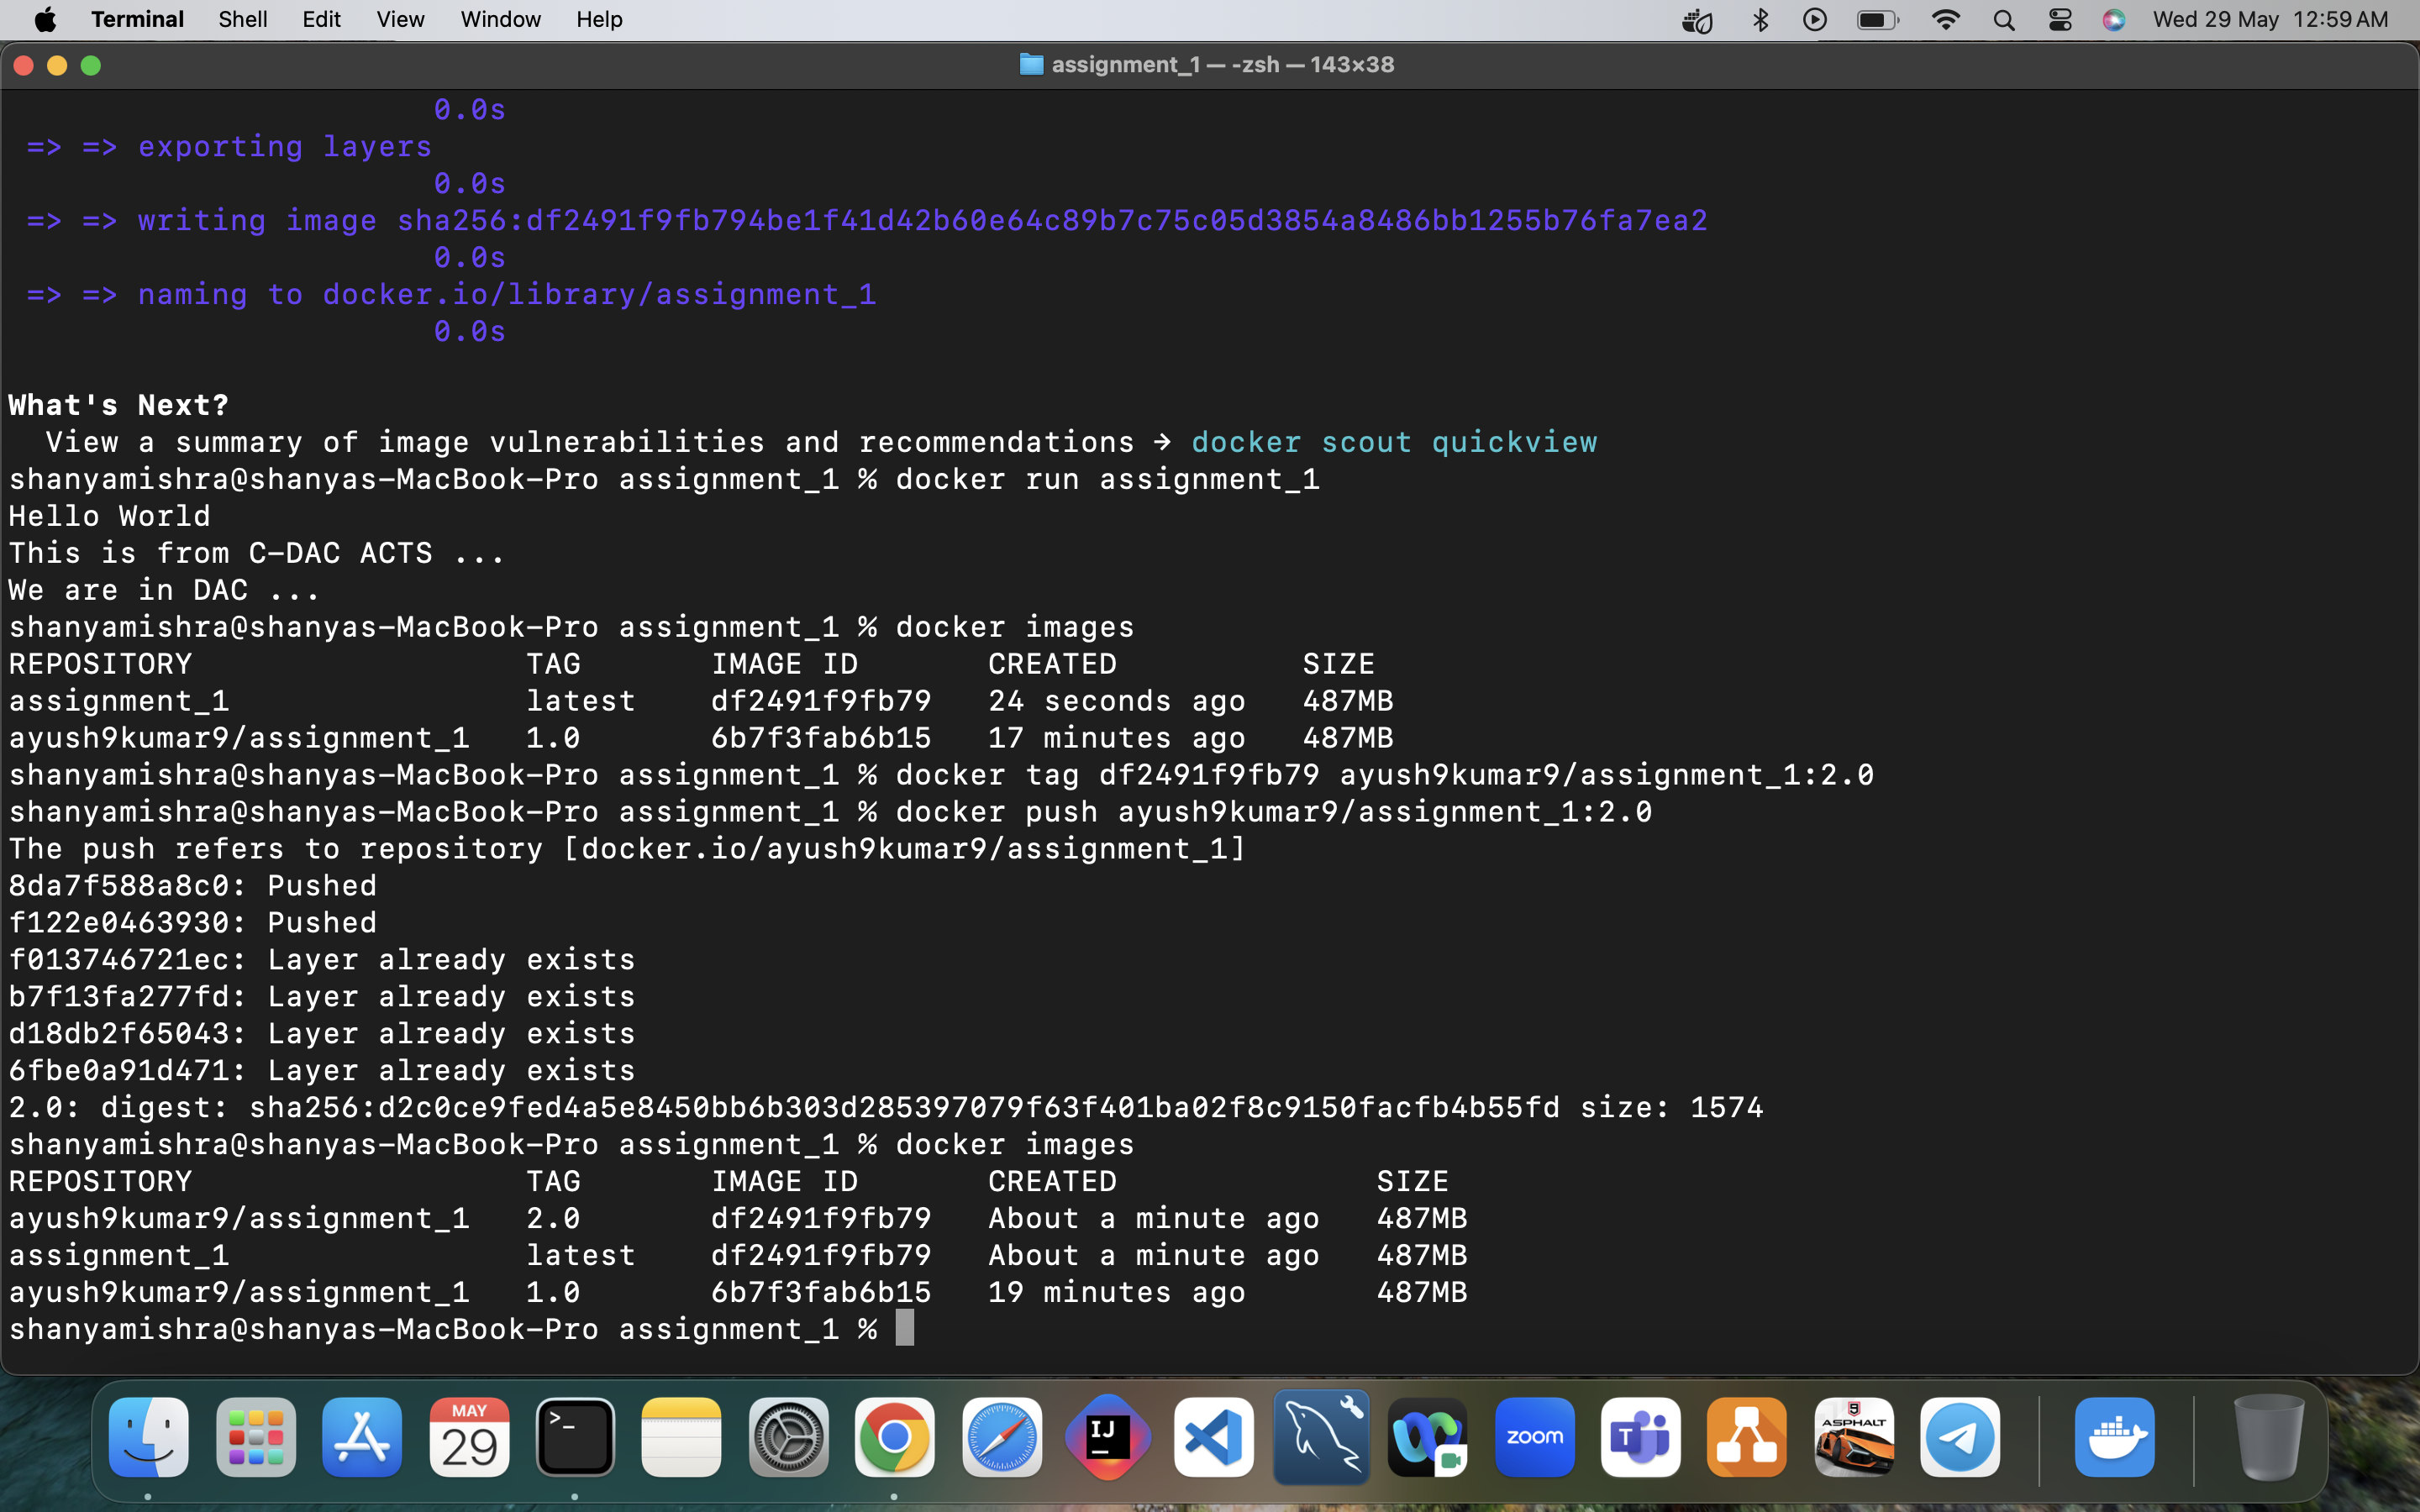 Terminal Shell Edit View Window Help Wed 29 May 12:59 AM
assignment_1 — -zsh — 143×38
0.0s
=> => exporting layers
0.0s
=> => writing image sha256:df2491f9fb794be1f41d42b60e64c89b7c75c05d3854a8486bb1255b76fa7ea2
0.0s
=> => naming to docker.io/library/assignment_1
0.0s
What's Next?
View a summary of image vulnerabilities and recommendations → docker scout quickview
shanyamishra@shanyas-MacBook-Pro assignment_1 % docker run assignment_1
Hello World
This is from C-DAC ACTS ...
We are in DAC ...
shanyamishra@shanyas-MacBook-Pro assignment_1 % docker images
REPOSITORY TAG IMAGE ID CREATED SIZE
assignment_1 latest df2491f9fb79 24 seconds ago 487MB
ayush9kumar9/assignment_1 1.0 6b7f3fab6b15 17 minutes ago 487MB
shanyamishra@shanyas-MacBook-Pro assignment_1 % docker tag df2491f9fb79 ayush9kumar9/assignment_1:2.0
shanyamishra@shanyas-MacBook-Pro assignment_1 % docker push ayush9kumar9/assignment_1:2.0
The push refers to repository [docker.io/ayush9kumar9/assignment_1]
8da7f588a8c0: Pushed
f122e0463930: Pushed
f013746721ec: Layer already exists
b7f13fa277fd: Layer already exists
d18db2f65043: Layer already exists
6fbe0a91d471: Layer already exists
2.0: digest: sha256:d2c0ce9fed4a5e8450bb6b303d285397079f63f401ba02f8c9150facfb4b55fd size: 1574
shanyamishra@shanyas-MacBook-Pro assignment_1 % docker images
REPOSITORY TAG IMAGE ID CREATED SIZE
ayush9kumar9/assignment_1 2.0 df2491f9fb79 About a minute ago 487MB
assignment_1 latest df2491f9fb79 About a minute ago 487MB
ayush9kumar9/assignment_1 1.0 6b7f3fab6b15 19 minutes ago 487MB
shanyamishra@shanyas-MacBook-Pro assignment_1 %
MAY
29
>_
IJ
zoom
T
9
ASPHALT